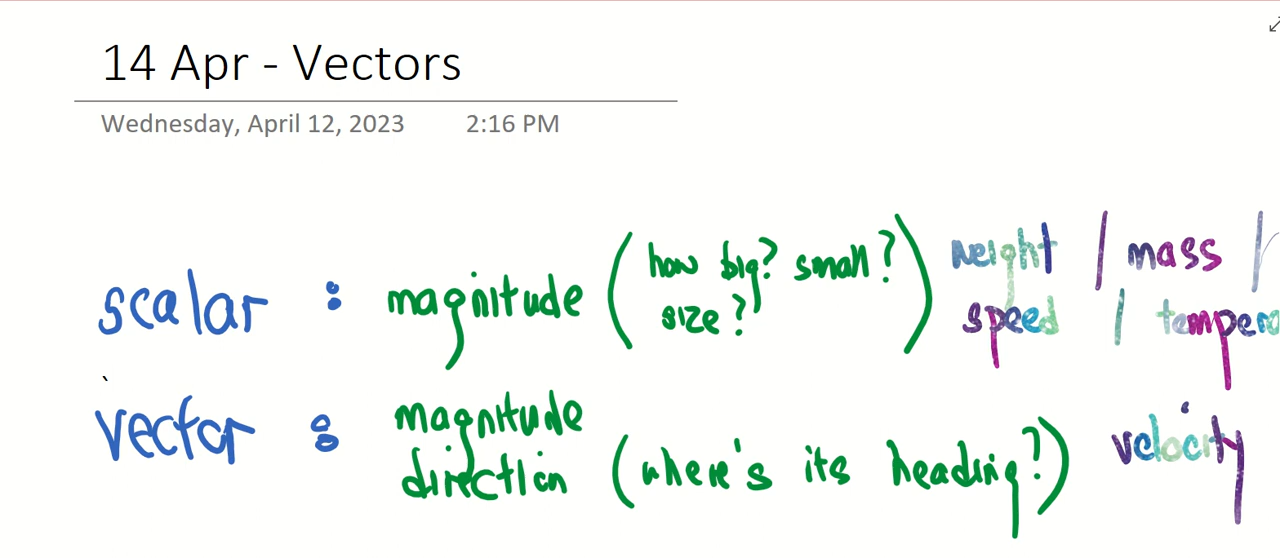 14 Apr - Vectors
Wednesday, April 12, 2023 2:16 PM
scalar : magnitude (how big? small? size?) weight / mass /
speed / tempera
vector : magnitude
direction (where's its heading?) velocity